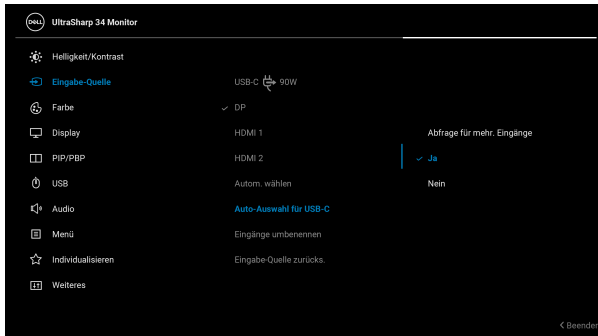 DELL UltraSharp 34 Monitor
Helligkeit/Kontrast
Eingabe-Quelle USB-C 90W
Farbe DP
Display HDMI 1 Abfrage für mehr. Eingänge
PIP/PBP HDMI 2 Ja
USB Autom. wählen Nein
Audio Auto-Auswahl für USB-C
Menü Eingänge umbenennen
Individualisieren Eingabe-Quelle zurücks.
Weiteres
Beenden